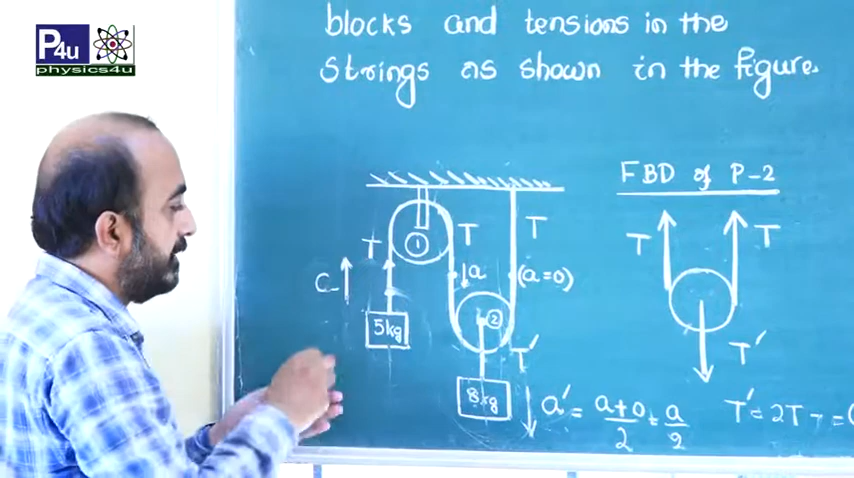 P4u
physics4u
blocks and tensions in the
strings as shown in the figure.
FBD of P-2
T
T
T
T
T
1
a
(a=0)
5kg
2
T'
T'
8kg
a' = a+0/2 = a/2
T' = 2T